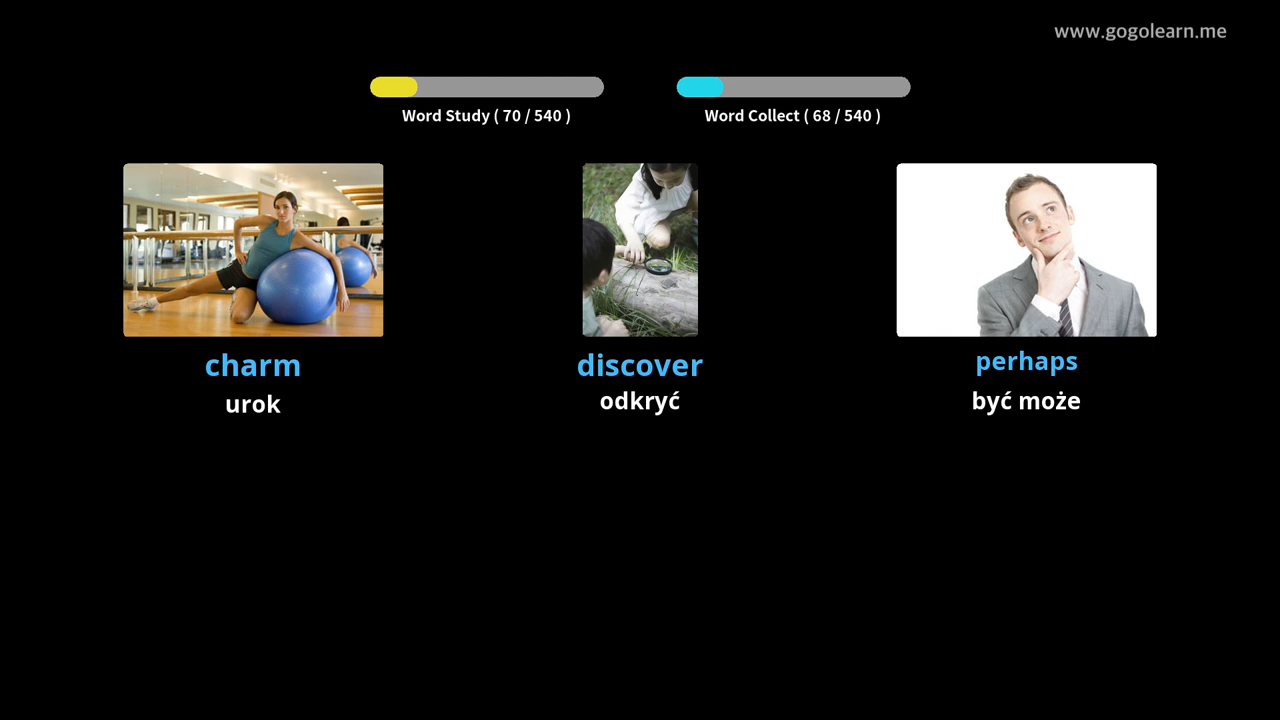 www.gogolearn.me
Word Study ( 70 / 540 )
Word Collect ( 68 / 540 )
charm
urok
discover
odkryć
perhaps
być może